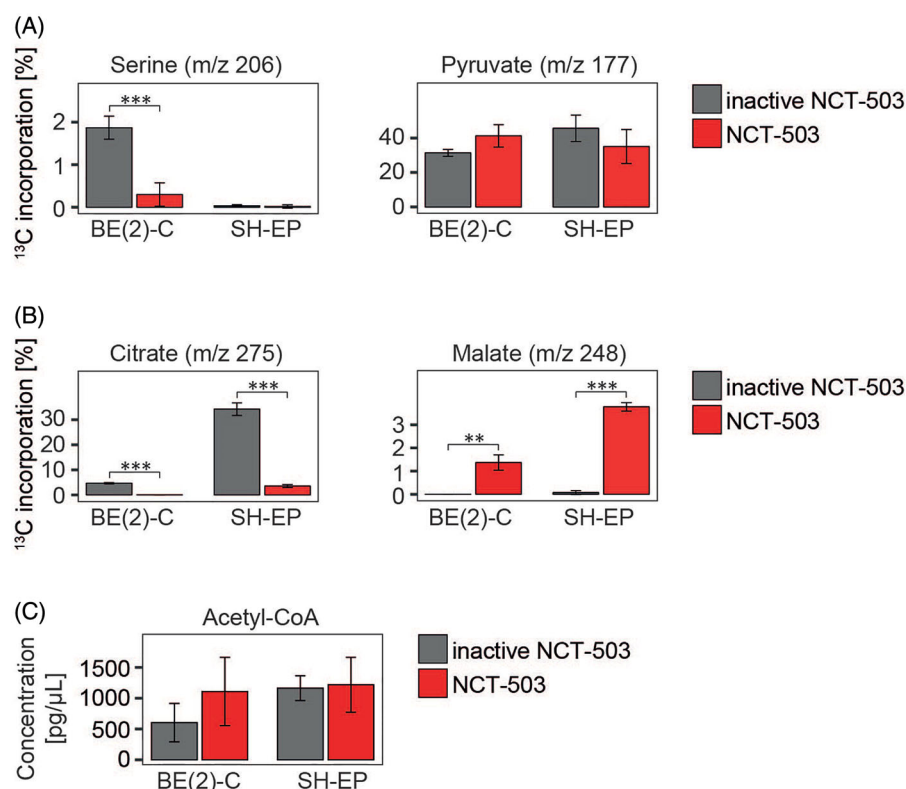 (A)
Serine (m/z 206)
Pyruvate (m/z 177)
¹³C incorporation [%]
2
1
0
***
BE(2)-C
SH-EP
40
20
0
BE(2)-C
SH-EP
inactive NCT-503
NCT-503
(B)
Citrate (m/z 275)
Malate (m/z 248)
¹³C incorporation [%]
30
20
10
0
***
***
BE(2)-C
SH-EP
3
2
1
0
**
***
BE(2)-C
SH-EP
inactive NCT-503
NCT-503
(C)
Acetyl-CoA
Concentration
[pg/µL]
1500
1000
500
0
BE(2)-C
SH-EP
inactive NCT-503
NCT-503